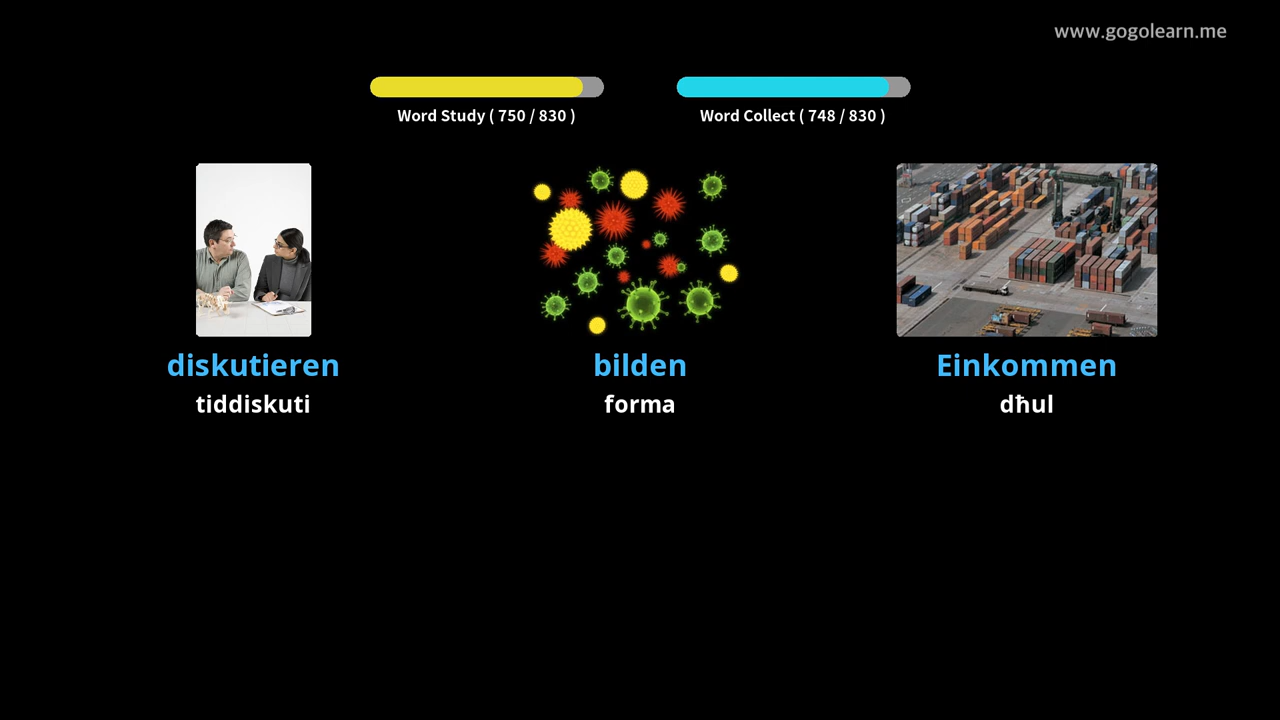 www.gogolearn.me
Word Study ( 750 / 830 )
Word Collect ( 748 / 830 )
diskutieren
tiddiskuti
bilden
forma
Einkommen
dħul